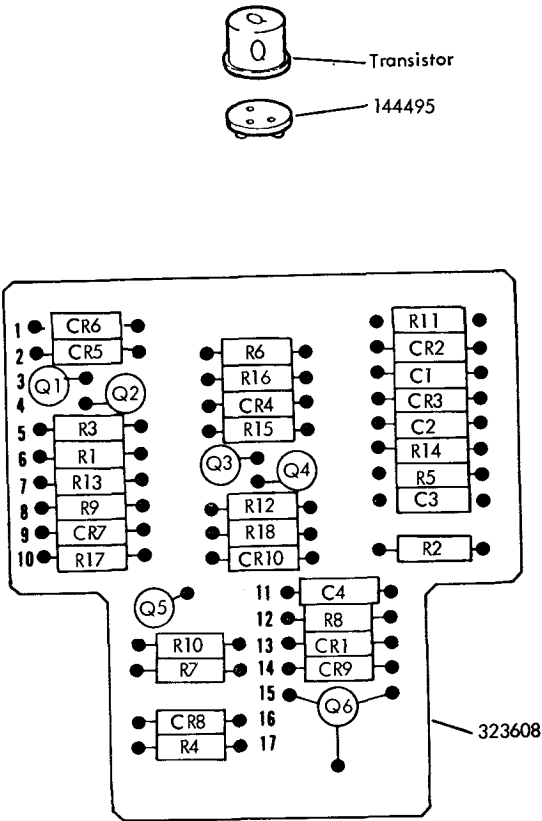 Q
Q
Transistor
144495
1 CR6
2 CR5
3 Q1
4 Q2
5 R3
6 R1
7 R13
8 R9
9 CR7
10 R17
R6
R16
CR4
R15
Q3 Q4
R12
R18
CR10
R11
CR2
C1
CR3
C2
R14
R5
C3
R2
Q5
R10
R7
CR8
R4
11 C4
12 R8
13 CR1
14 CR9
15 Q6
16
17
323608